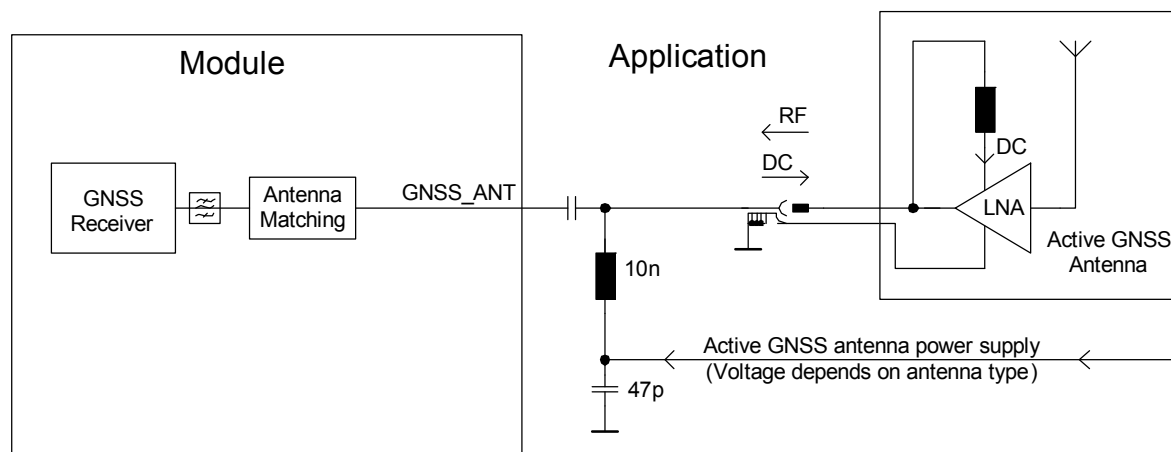 Module
Application
RF
DC
DC
GNSS
Receiver
Antenna
Matching
GNSS_ANT
LNA
Active GNSS
Antenna
10n
Active GNSS antenna power supply
(Voltage depends on antenna type)
47p